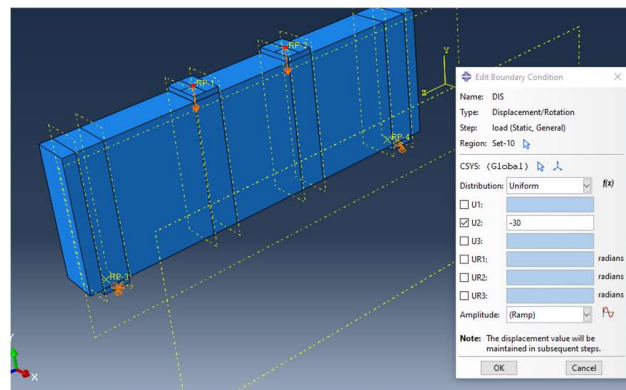 RP-1
RP-2
RP-3
RP-4
Y
Z
X
Edit Boundary Condition
Name: DIS
Type: Displacement/Rotation
Step: load (Static, General)
Region: Set-10
CSYS: (Global)
Distribution: Uniform f(x)
U1:
U2: -30
U3:
UR1: radians
UR2: radians
UR3: radians
Amplitude: (Ramp)
Note: The displacement value will be
maintained in subsequent steps.
OK Cancel